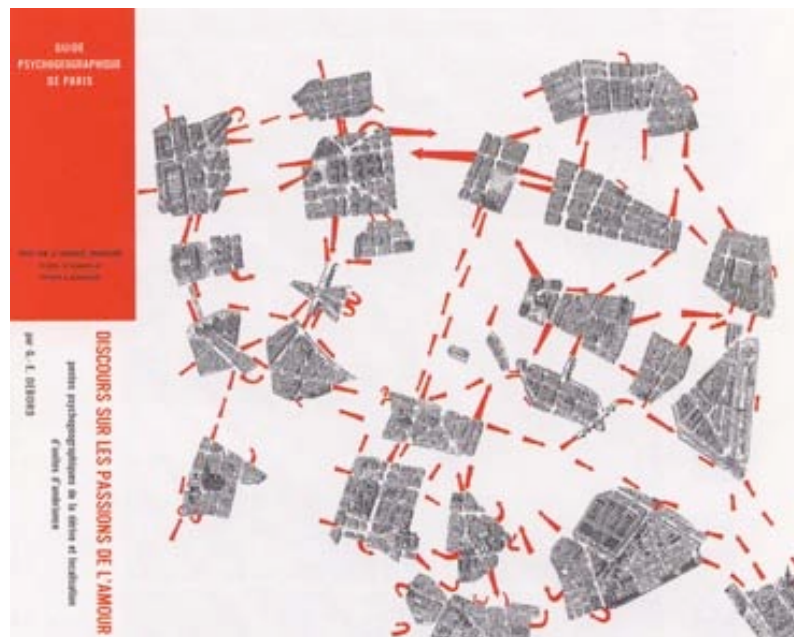 GUIDE
PSYCHOGEOGRAPHIQUE
DE PARIS
DISCOURS SUR LES PASSIONS DE L'AMOUR
pentes psychogeographiques de la dérive et localisation
d'unités d'ambiance
par G.-E. DEBORD